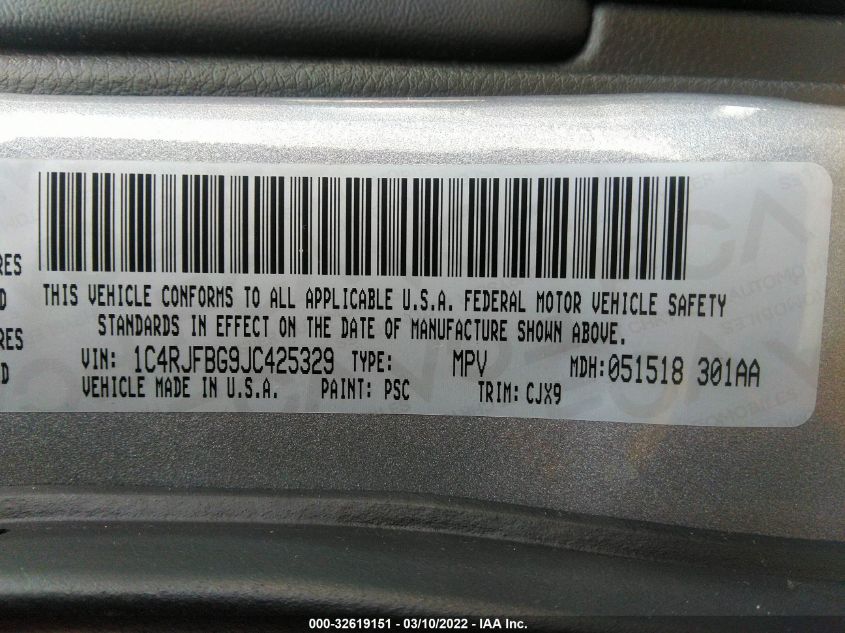 RES
D
RES
D
THIS VEHICLE CONFORMS TO ALL APPLICABLE U.S.A. FEDERAL MOTOR VEHICLE SAFETY
STANDARDS IN EFFECT ON THE DATE OF MANUFACTURE SHOWN ABOVE.
VIN: 1C4RJFBG9JC425329 TYPE: MPV MDH:051518 301AA
VEHICLE MADE IN U.S.A. PAINT: PSC TRIM: CJX9
000-32619151 — 03/10/2022 — IAA Inc.